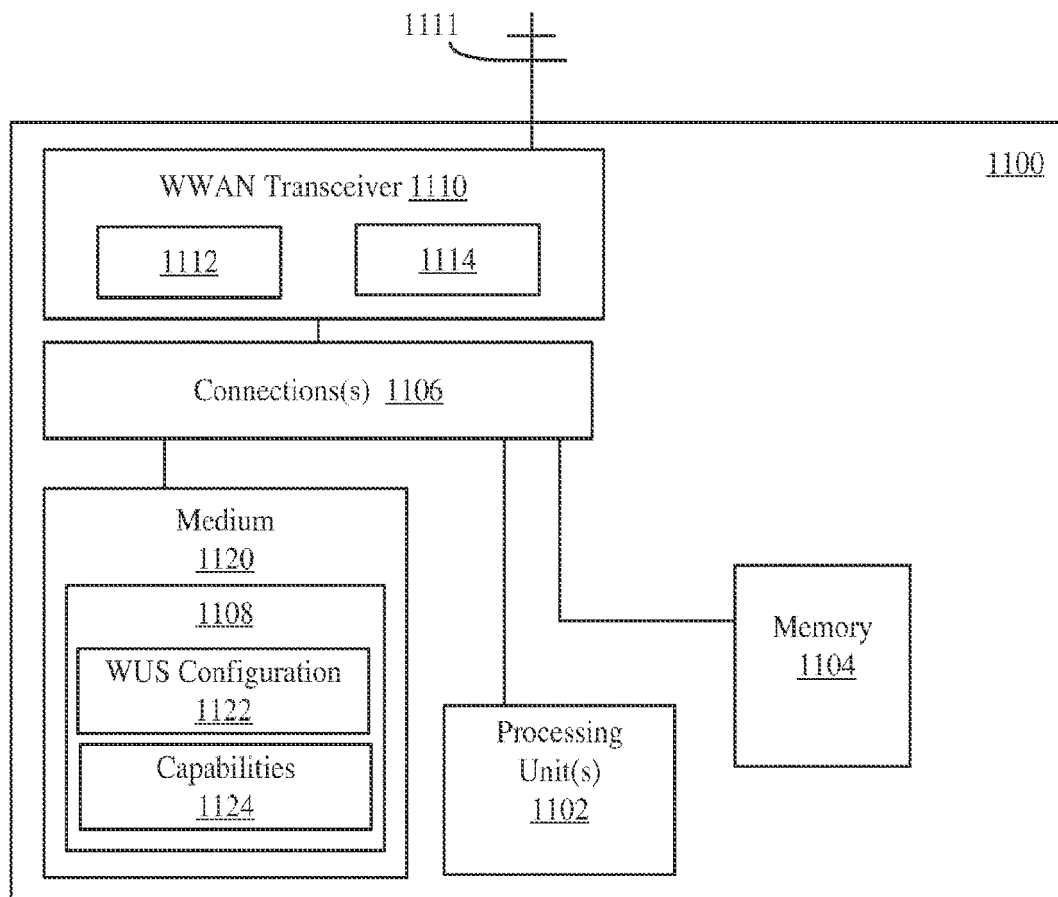 1111
1100
WWAN Transceiver 1110
1112
1114
Connections(s) 1106
Medium
1120
1108
WUS Configuration
1122
Capabilities
1124
Processing
Unit(s)
1102
Memory
1104